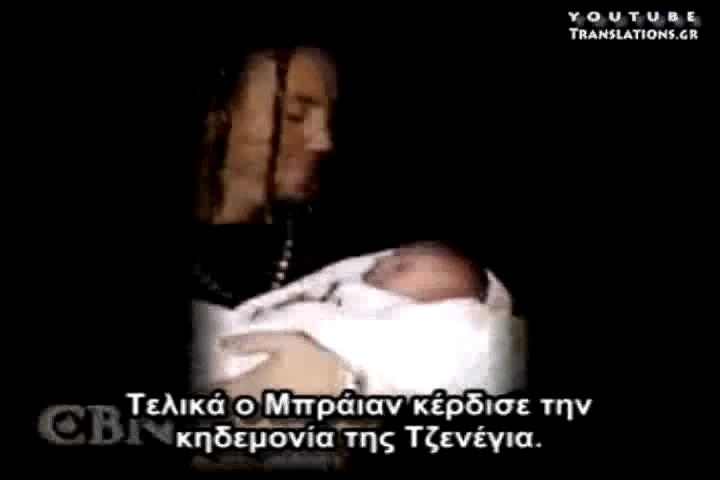 YOUTUBE
TRANSLATIONS.GR
Τελικά ο Μπράιαν κέρδισε την
CBN
κηδεμονία της Τζενέγια.